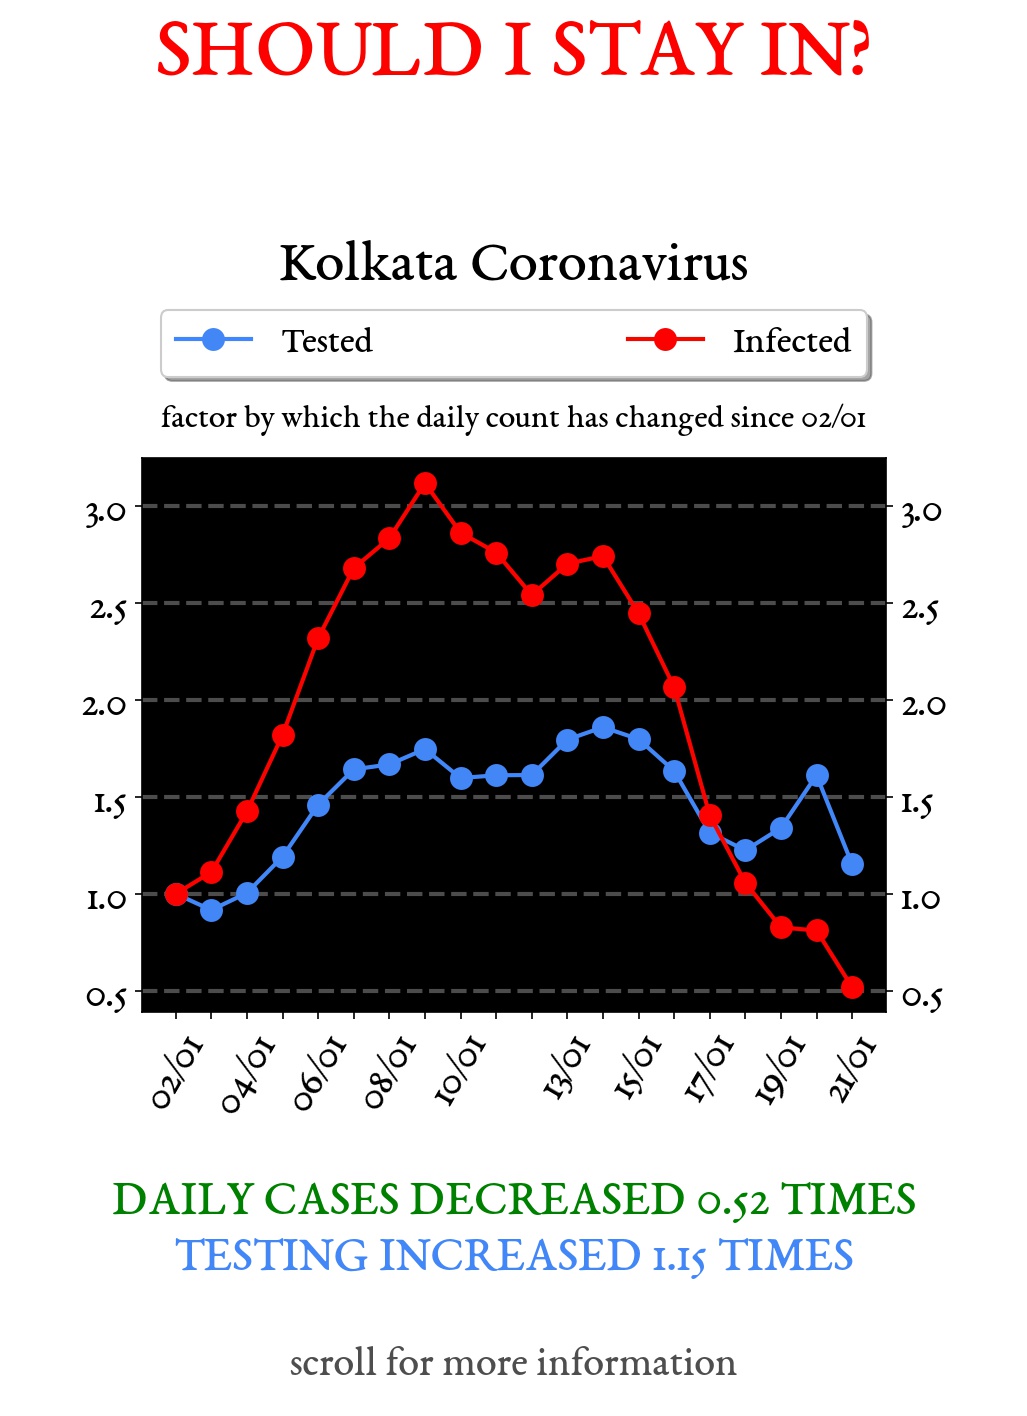 SHOULD I STAY IN?
Kolkata Coronavirus
Tested Infected
factor by which the daily count has changed since 02/01
3.0 3.0
2.5 2.5
2.0 2.0
1.5 1.5
1.0 1.0
0.5 0.5
02/01 04/01 06/01 08/01 10/01 13/01 15/01 17/01 19/01 21/01
DAILY CASES DECREASED 0.52 TIMES
TESTING INCREASED 1.15 TIMES
scroll for more information